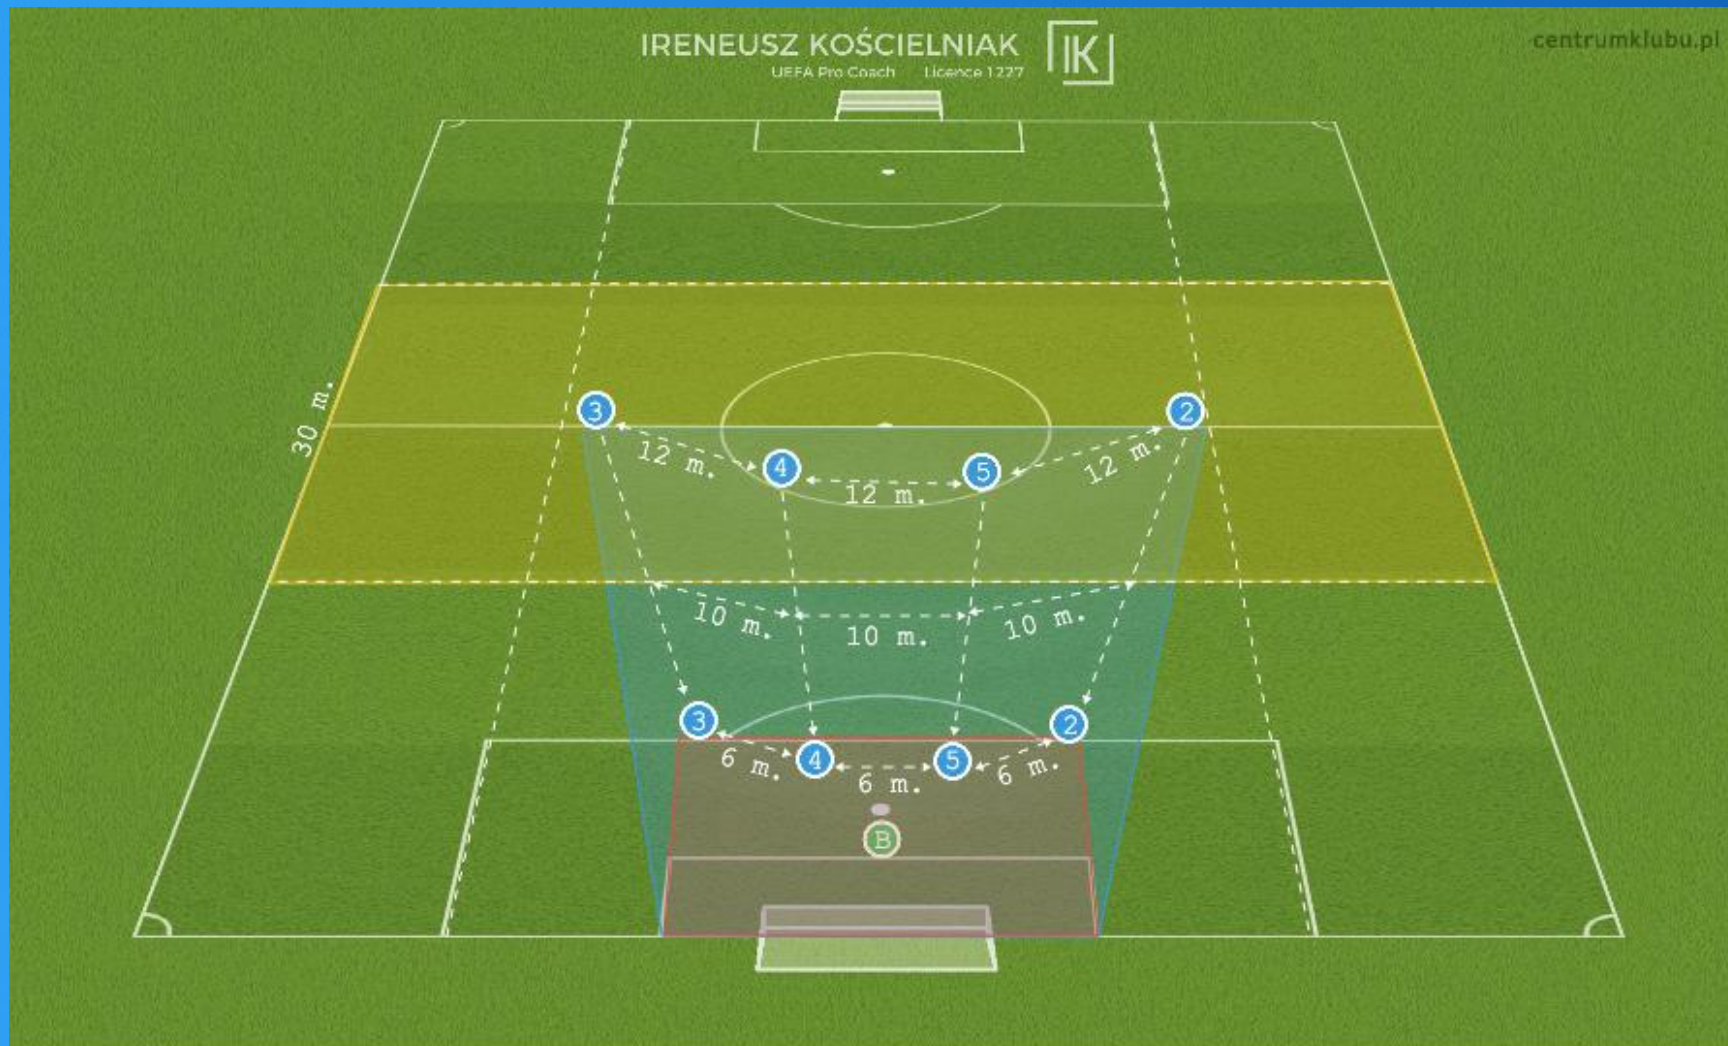 IRENEUSZ KOŚCIELNIAK
UEFA Pro Coach Licence 1227
IK
centrumklubu.pl
30 m.
3
2
4
5
12 m.
12 m.
12 m.
10 m.
10 m.
10 m.
3
2
4
5
6 m.
6 m.
6 m.
B